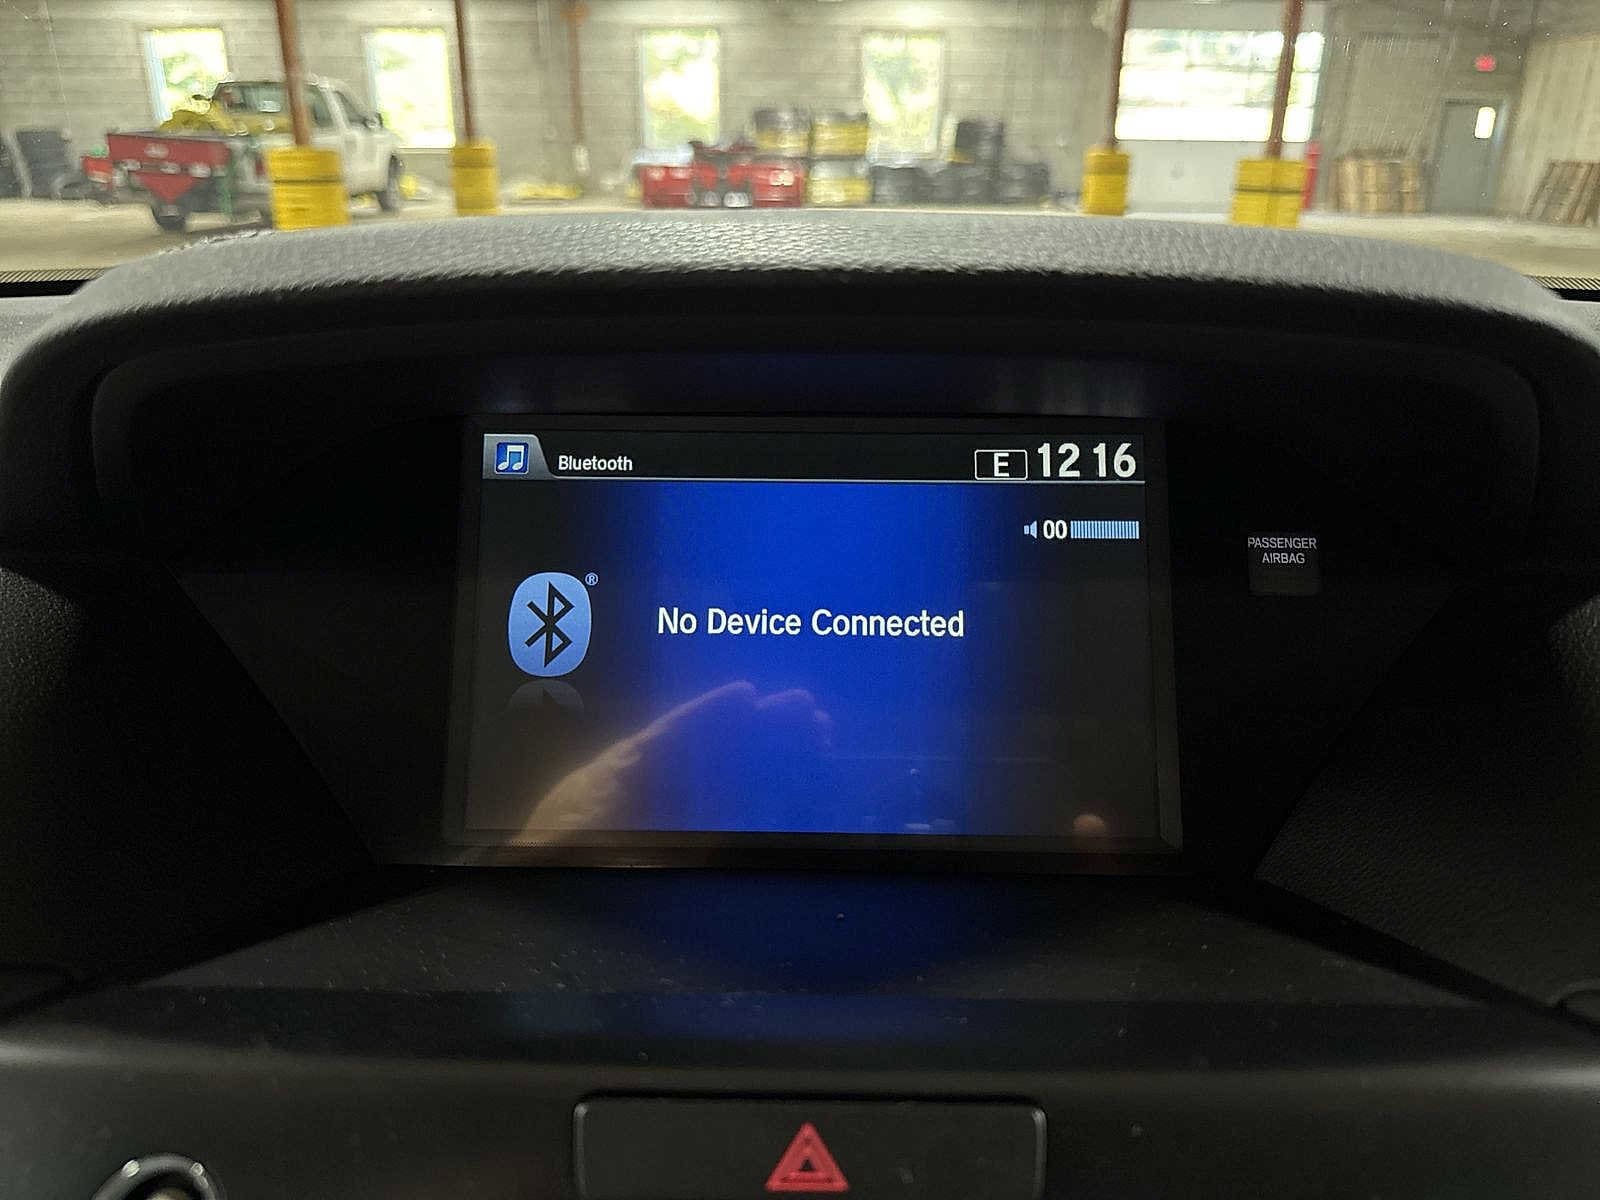 Bluetooth
E 12 16
00
®
No Device Connected
PASSENGER
AIRBAG